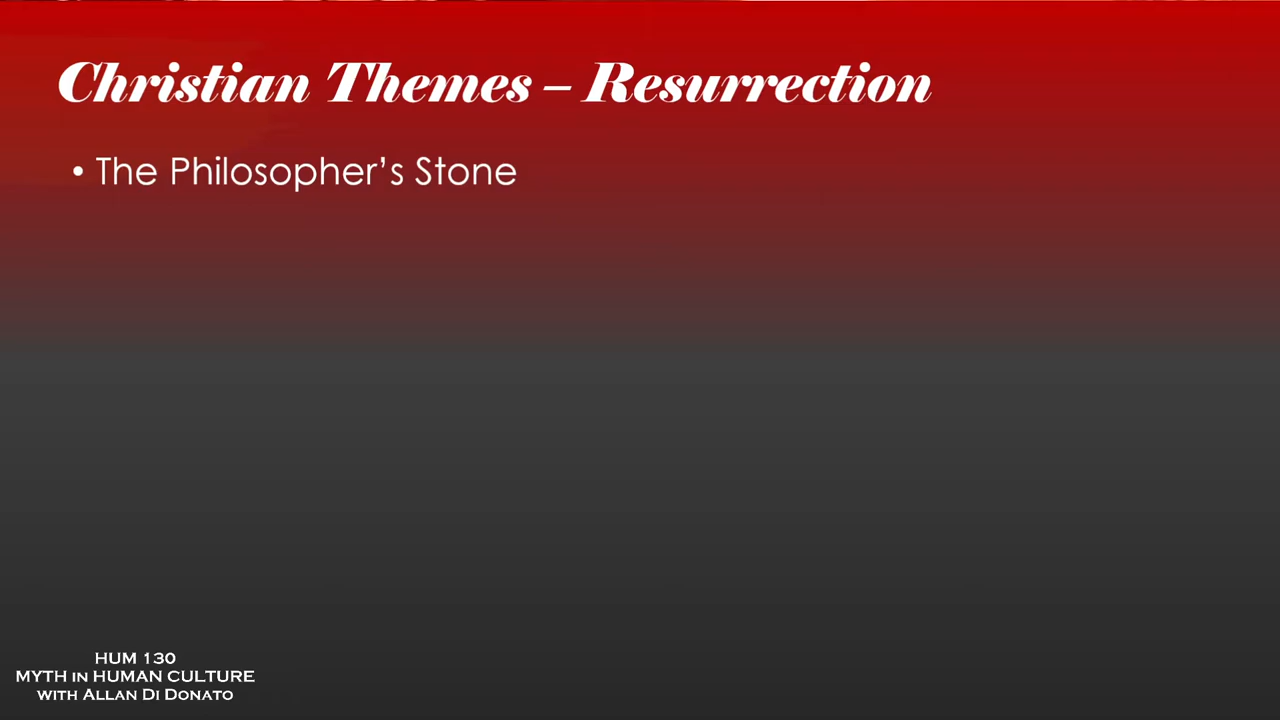 Christian Themes – Resurrection
• The Philosopher’s Stone
HUM 130
MYTH in HUMAN CULTURE
WITH ALLAN DI DONATO